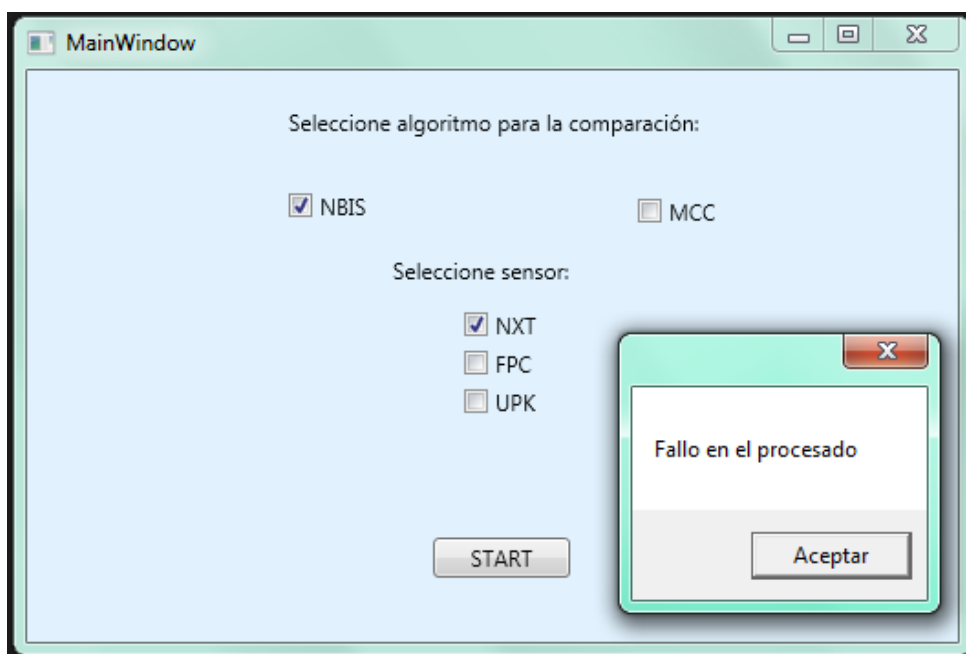 MainWindow
Seleccione algoritmo para la comparación:
NBIS
MCC
Seleccione sensor:
NXT
FPC
UPK
START
Fallo en el procesado
Aceptar